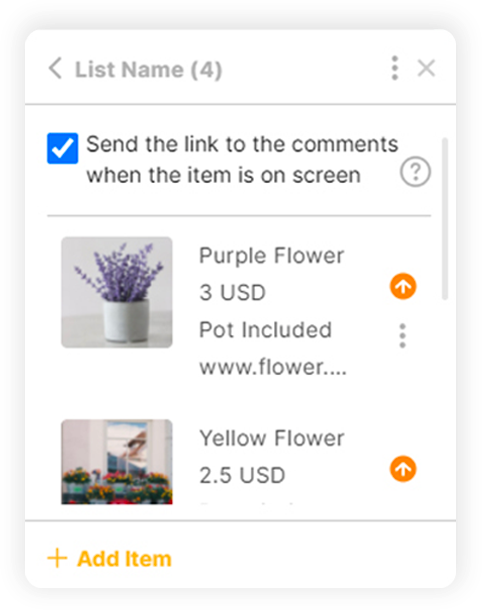 List Name (4)
Send the link to the comments
when the item is on screen
?
Purple Flower
3 USD
Pot Included
www.flower....
Yellow Flower
2.5 USD
+ Add Item